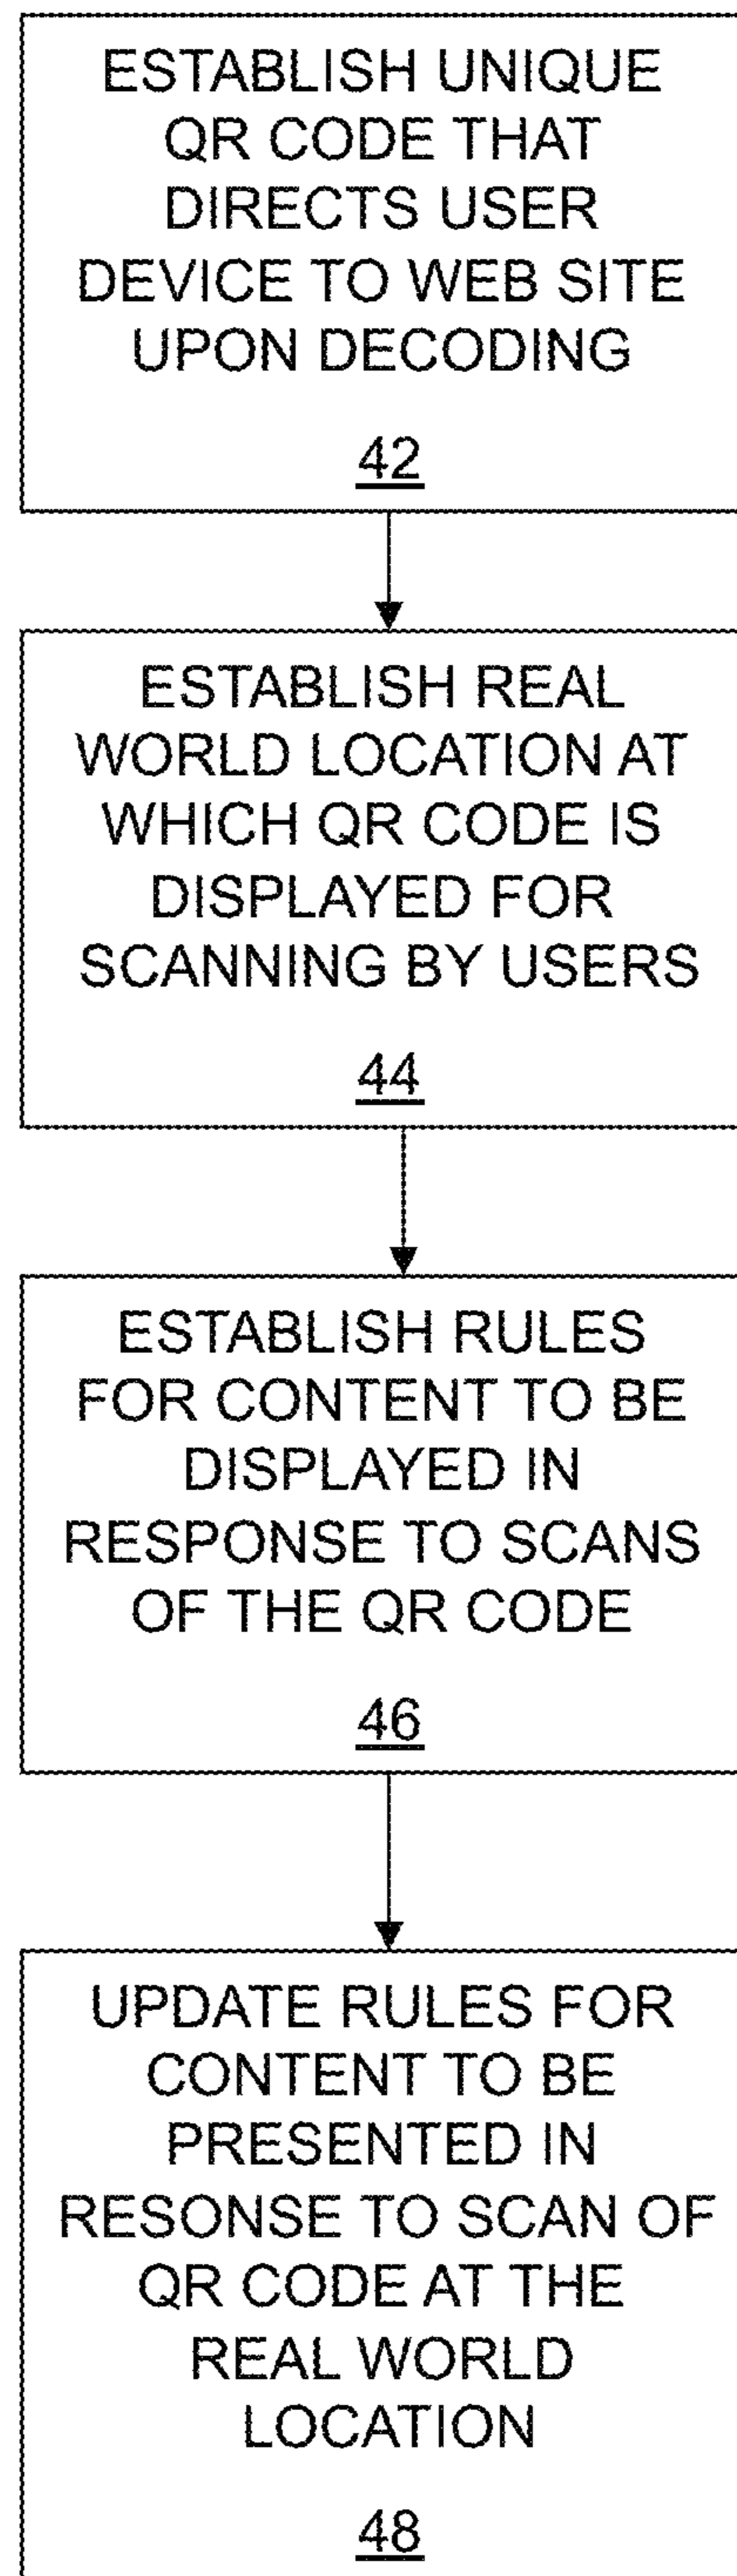 ESTABLISH UNIQUE
QR CODE THAT
DIRECTS USER
DEVICE TO WEB SITE
UPON DECODING
42
ESTABLISH REAL
WORLD LOCATION AT
WHICH QR CODE IS
DISPLAYED FOR
SCANNING BY USERS
44
ESTABLISH RULES
FOR CONTENT TO BE
DISPLAYED IN
RESPONSE TO SCANS
OF THE QR CODE
46
UPDATE RULES FOR
CONTENT TO BE
PRESENTED IN
RESONSE TO SCAN OF
QR CODE AT THE
REAL WORLD
LOCATION
48